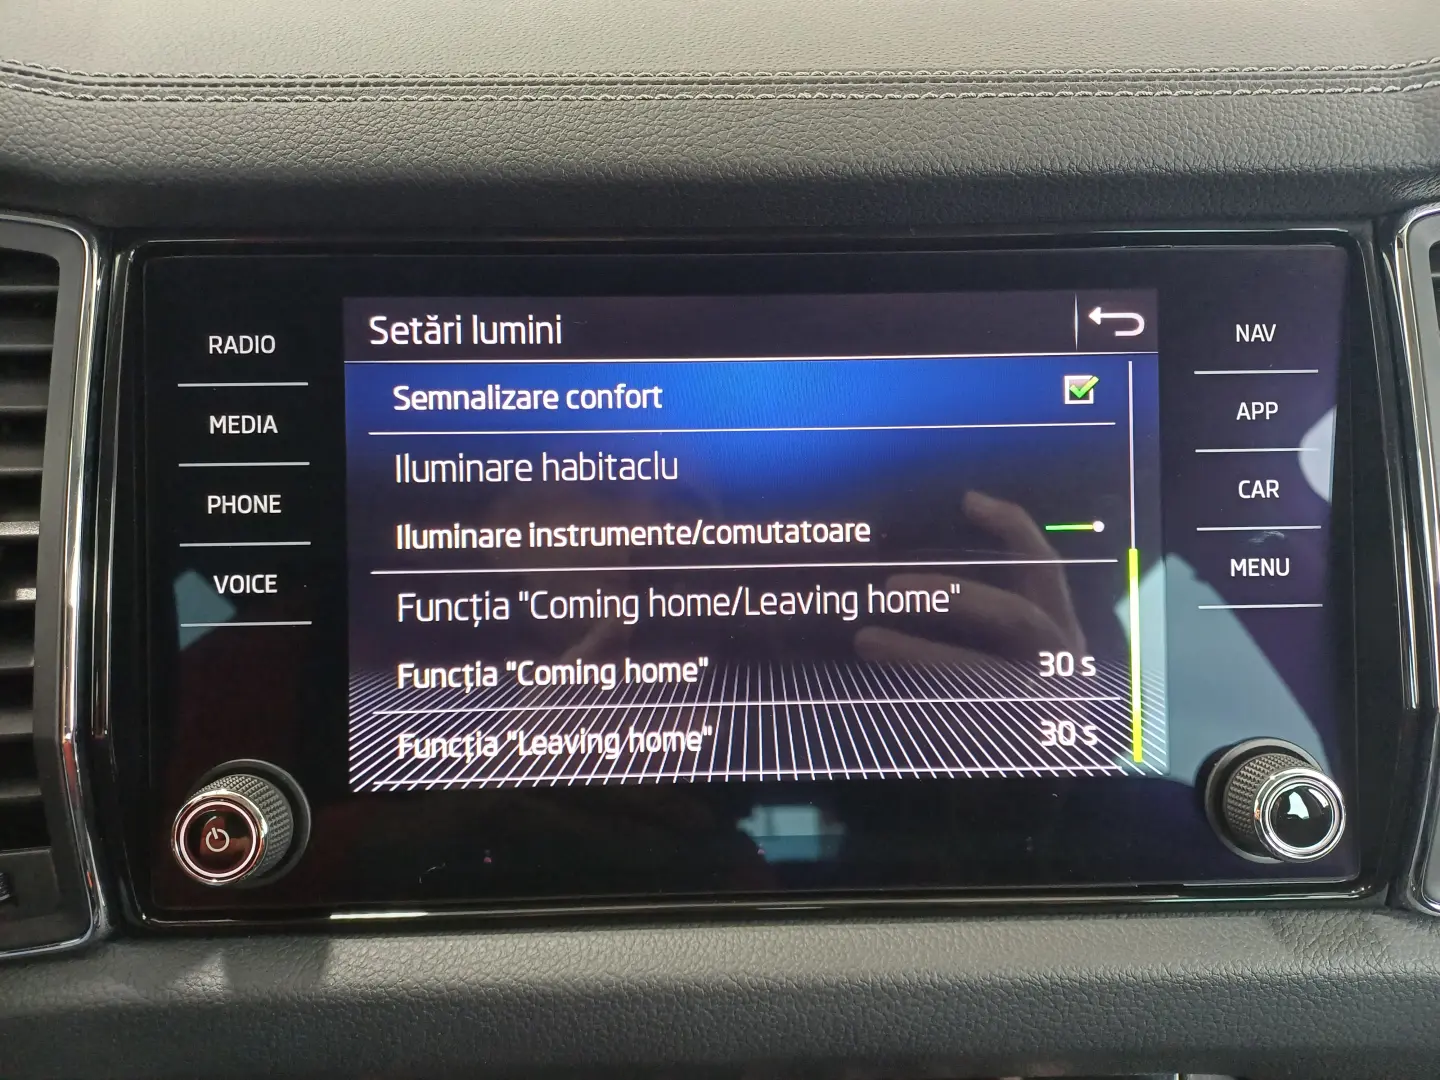 RADIO
MEDIA
PHONE
VOICE
Setări lumini
Semnalizare confort
Iluminare habitaclu
Iluminare instrumente/comutatoare
Funcția "Coming home/Leaving home"
Funcția "Coming home" 30 s
Funcția "Leaving home" 30 s
NAV
APP
CAR
MENU